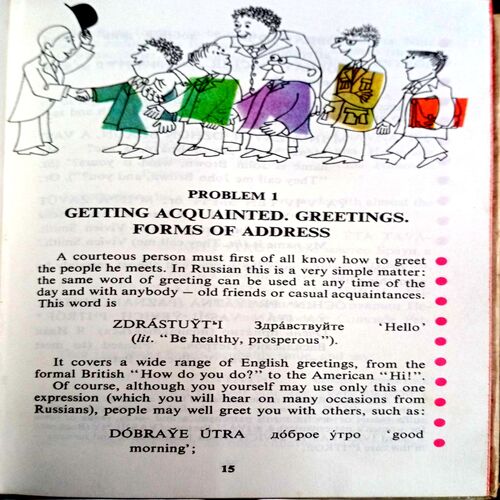 PROBLEM 1
GETTING ACQUAINTED. GREETINGS.
FORMS OF ADDRESS
A courteous person must first of all know how to greet
the people he meets. In Russian this is a very simple matter:
the same word of greeting can be used at any time of the
day and with anybody — old friends or casual acquaintances.
This word is
ZDRÁSTUY̆T'I Здра́вствуйте 'Hello'
(lit. "Be healthy, prosperous").
It covers a wide range of English greetings, from the
formal British "How do you do?" to the American "Hi!".
Of course, although you yourself may use only this one
expression (which you will hear on many occasions from
Russians), people may well greet you with others, such as:
DÓBRAY̆E ÚTRA до́брое у́тро 'good
morning';
15